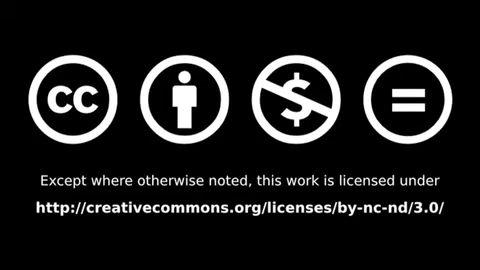 cc
Except where otherwise noted, this work is licensed under
http://creativecommons.org/licenses/by-nc-nd/3.0/